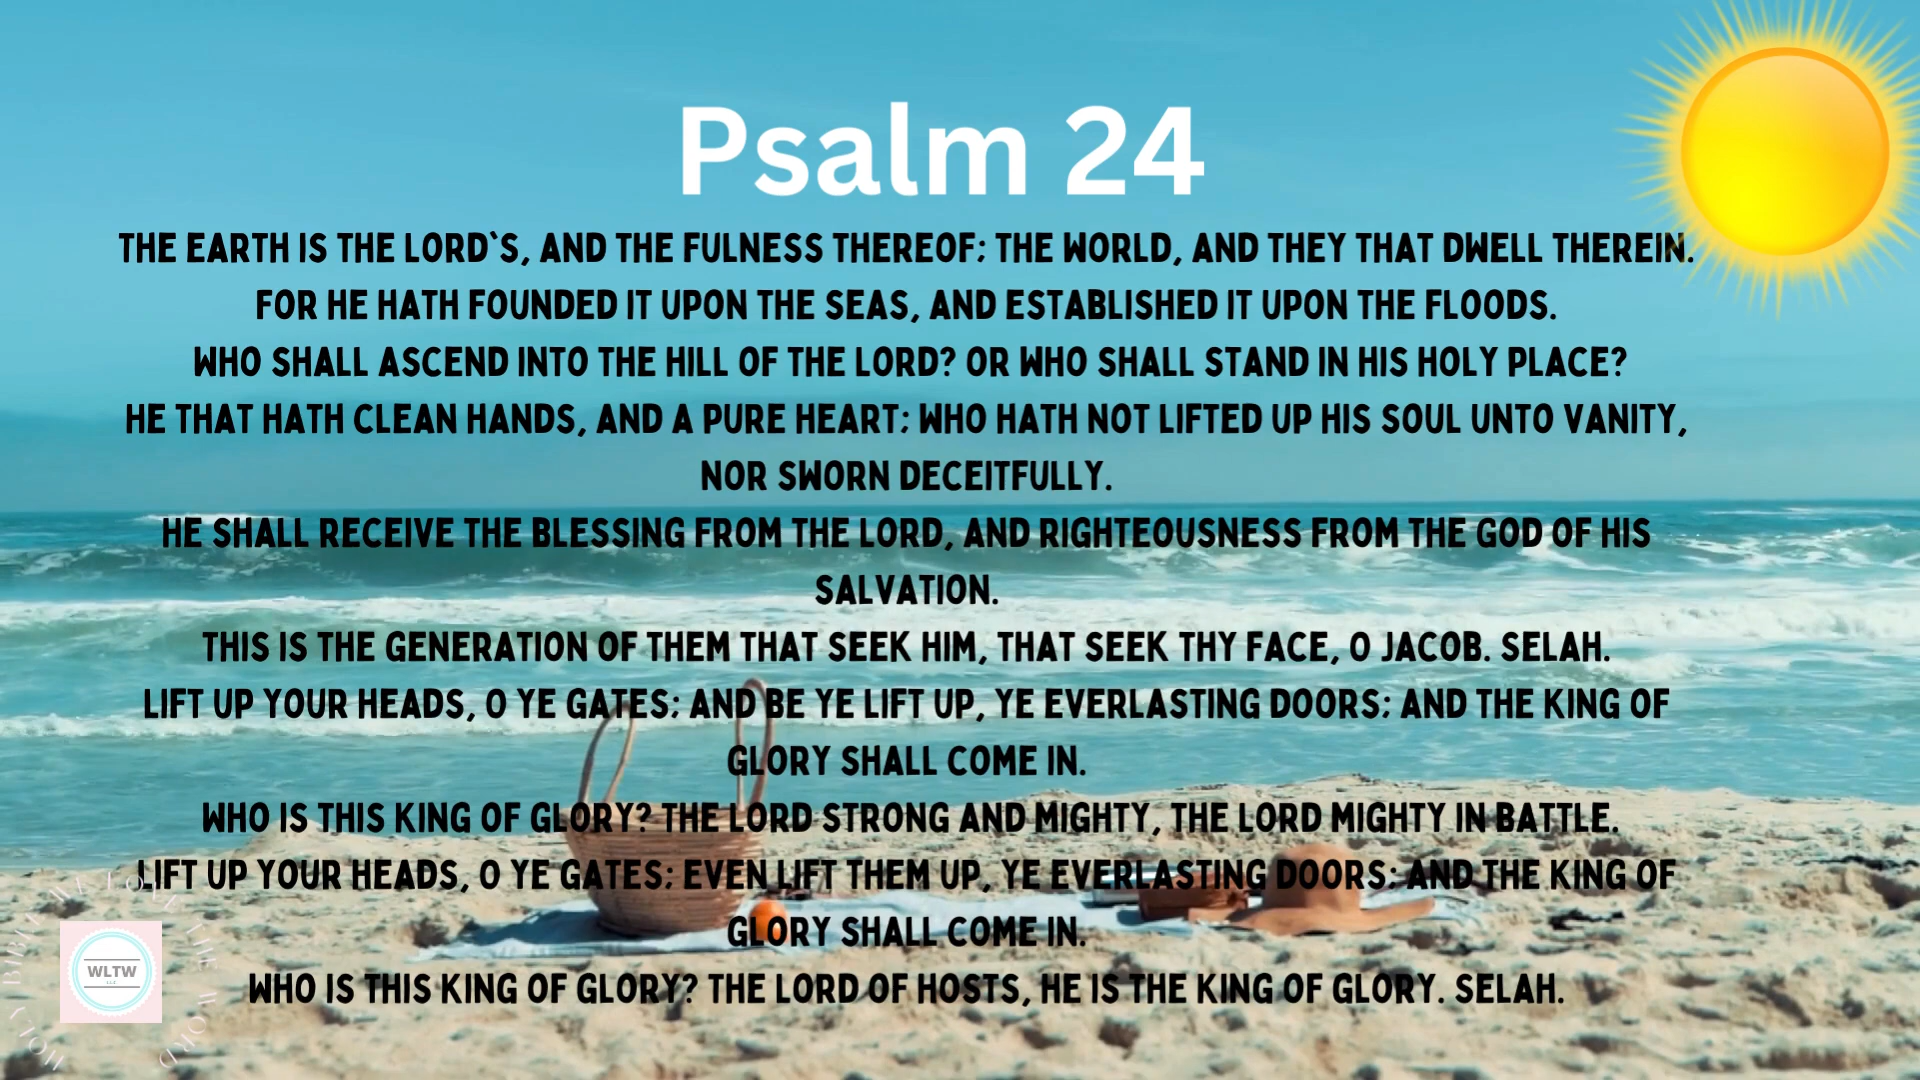 Psalm 24
THE EARTH IS THE LORD`S, AND THE FULNESS THEREOF; THE WORLD, AND THEY THAT DWELL THEREIN.
FOR HE HATH FOUNDED IT UPON THE SEAS, AND ESTABLISHED IT UPON THE FLOODS.
WHO SHALL ASCEND INTO THE HILL OF THE LORD? OR WHO SHALL STAND IN HIS HOLY PLACE?
HE THAT HATH CLEAN HANDS, AND A PURE HEART; WHO HATH NOT LIFTED UP HIS SOUL UNTO VANITY,
NOR SWORN DECEITFULLY.
HE SHALL RECEIVE THE BLESSING FROM THE LORD, AND RIGHTEOUSNESS FROM THE GOD OF HIS
SALVATION.
THIS IS THE GENERATION OF THEM THAT SEEK HIM, THAT SEEK THY FACE, O JACOB. SELAH.
LIFT UP YOUR HEADS, O YE GATES; AND BE YE LIFT UP, YE EVERLASTING DOORS; AND THE KING OF
GLORY SHALL COME IN.
WHO IS THIS KING OF GLORY? THE LORD STRONG AND MIGHTY, THE LORD MIGHTY IN BATTLE.
LIFT UP YOUR HEADS, O YE GATES; EVEN LIFT THEM UP, YE EVERLASTING DOORS; AND THE KING OF
GLORY SHALL COME IN.
WHO IS THIS KING OF GLORY? THE LORD OF HOSTS, HE IS THE KING OF GLORY. SELAH.
WLTW